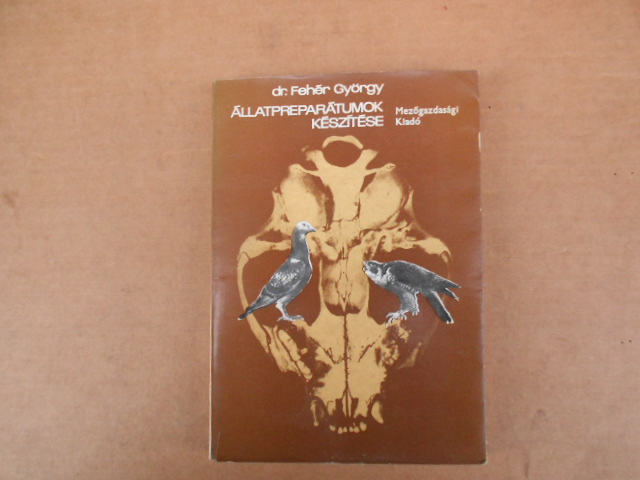 dr. Fehér György
ÁLLATPREPARÁTUMOK
KÉSZÍTÉSE
Mezőgazdasági
Kiadó